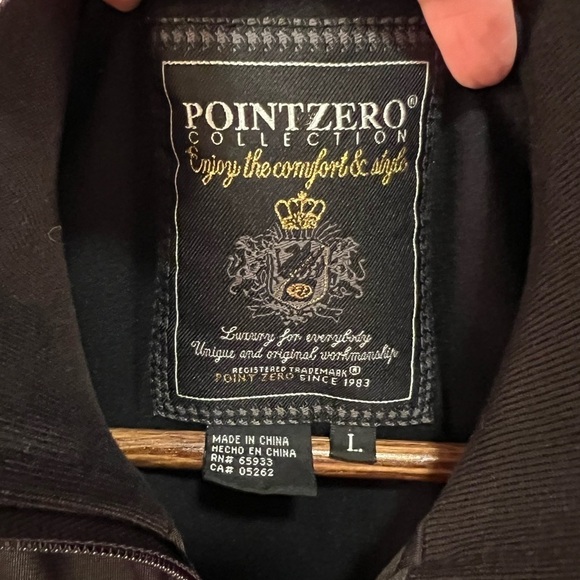 POINTZERO®
COLLECTION
Enjoy the comfort & style
Luxury for everybody
Unique and original workmanship
REGISTERED TRADEMARK®
POINT ZERO SINCE 1983
MADE IN CHINA
HECHO EN CHINA
RN# 65933
CA# 05262
L.